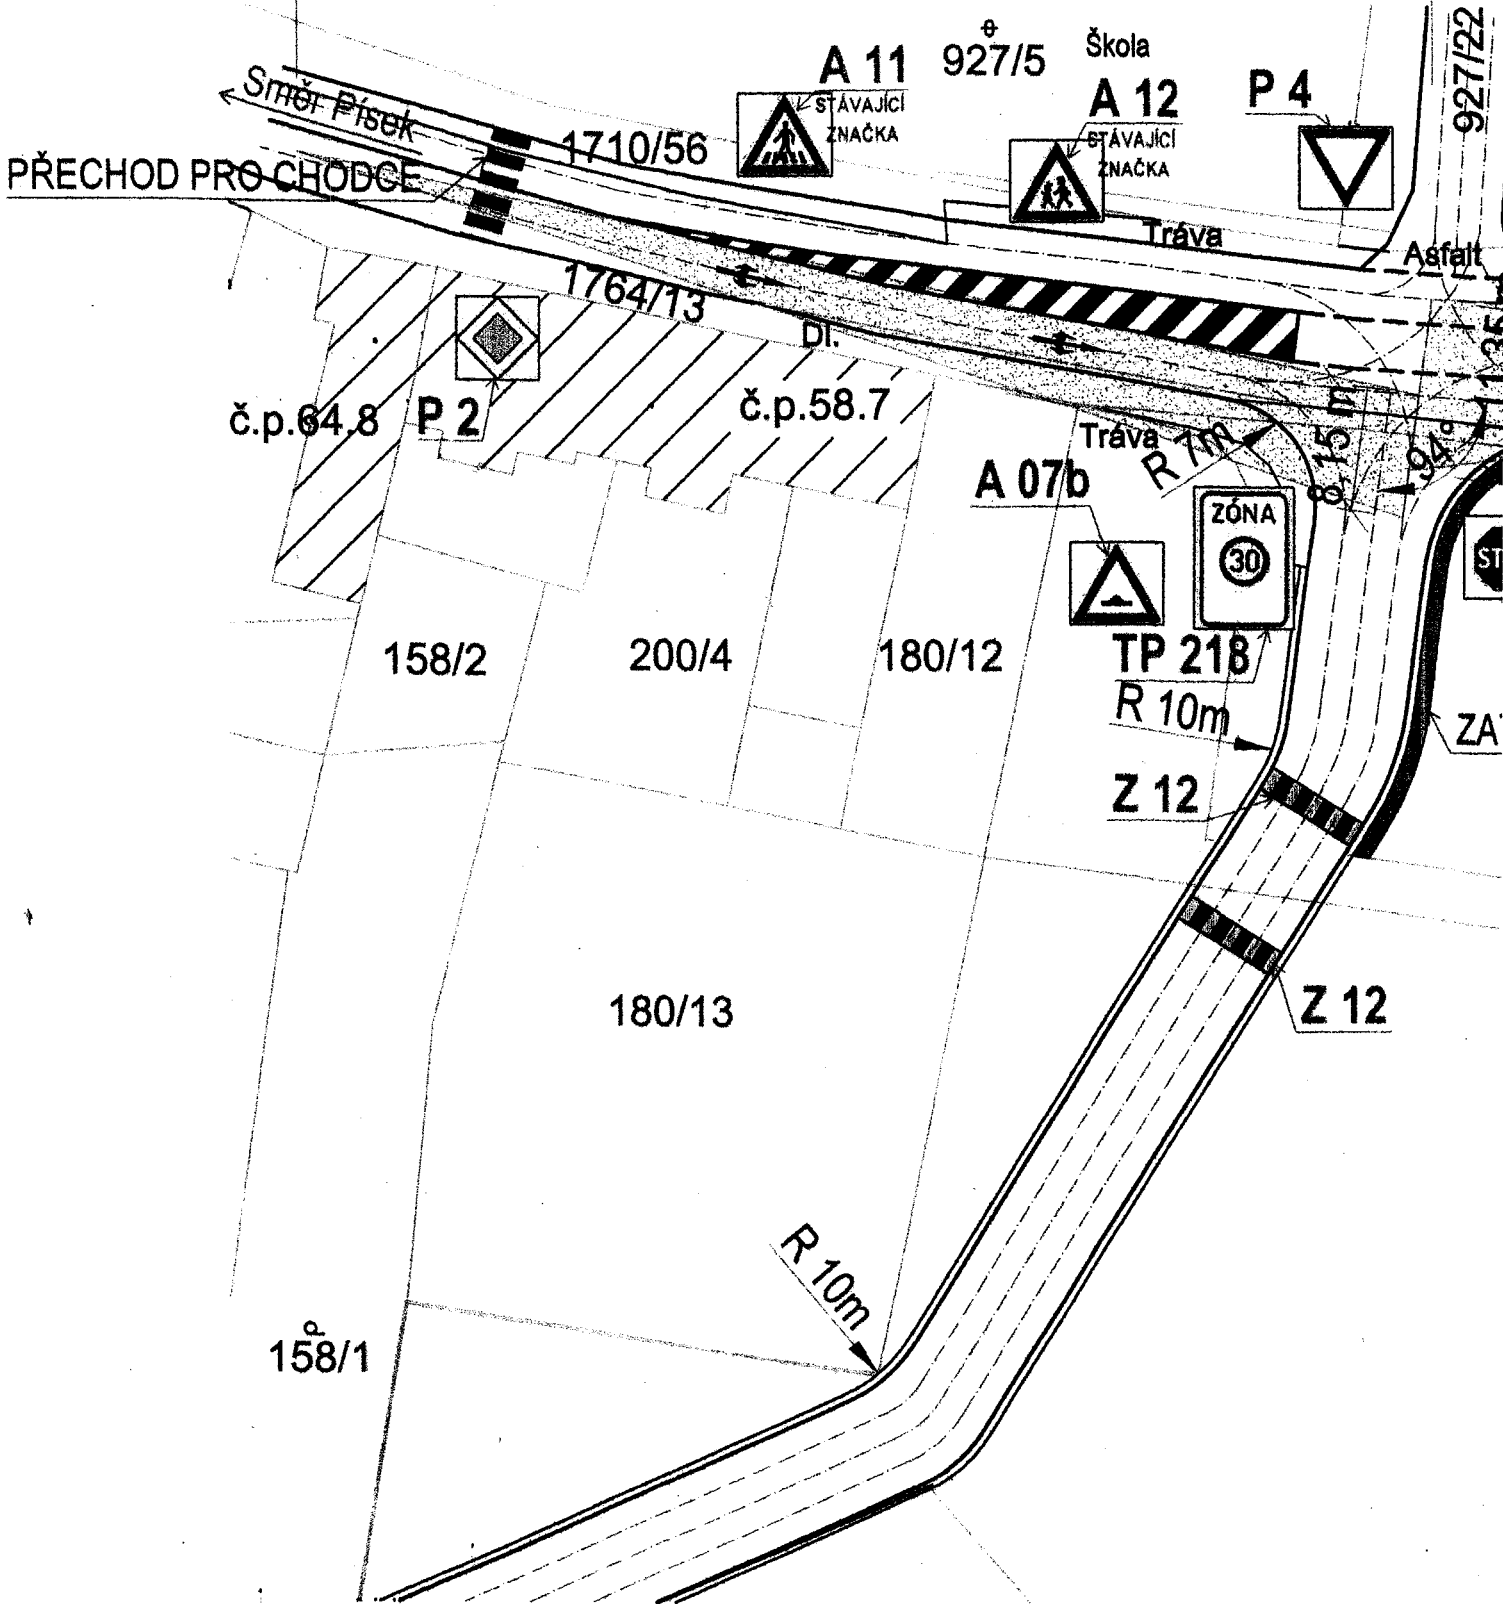 927/22
Škola
927/5
A 11
STÁVAJÍCÍ
ZNAČKA
A 12
STÁVAJÍCÍ
ZNAČKA
P 4
Směr Písek
1710/56
PŘECHOD PRO CHODCE
Tráva
Asfalt
1764/13
Dl.
č.p.64.8
P 2
č.p.58.7
Tráva
R 7m
8,15 m
94°
A 07b
ZÓNA
30
ST
158/2
200/4
180/12
TP 218
R 10m
ZA
Z 12
180/13
Z 12
R 10m
158/1